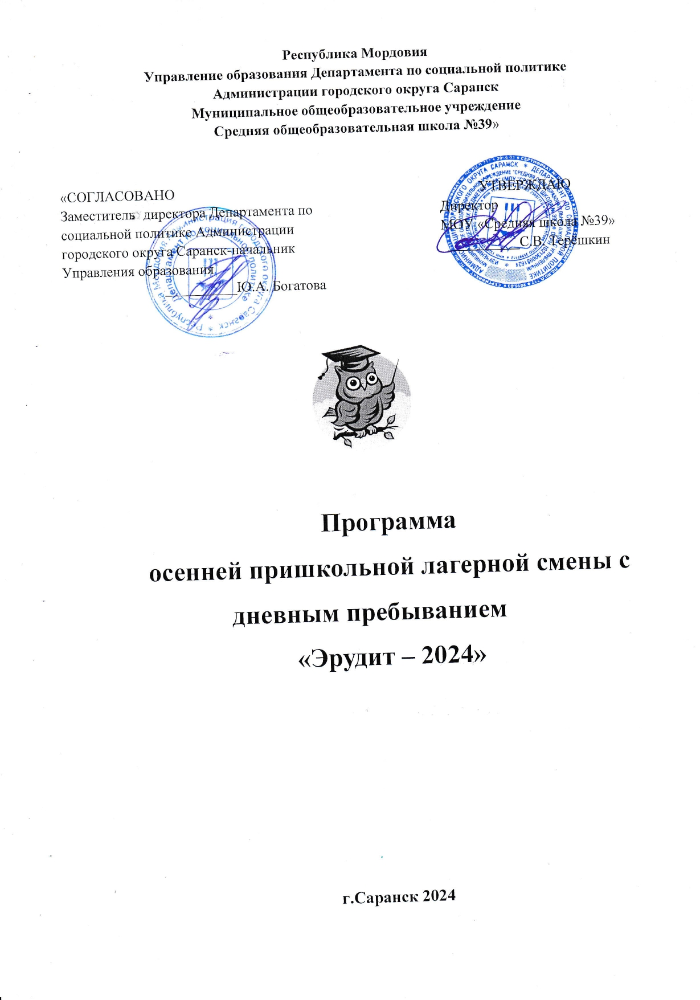 Республика Мордовия
Управление образования Департамента по социальной политике
Администрации городского округа Саранск
Муниципальное общеобразовательное учреждение
Средняя общеобразовательная школа №39»
«СОГЛАСОВАНО
Заместитель директора Департамента по
социальной политике Администрации
городского округа Саранск-начальник
Управления образования
Ю.А. Богатова
УТВЕРЖДАЮ
Директор
МОУ «Средняя школа №39»
С.В. Терешкин
Программа
осенней пришкольной лагерной смены с
дневным пребыванием
«Эрудит – 2024»
г.Саранск 2024